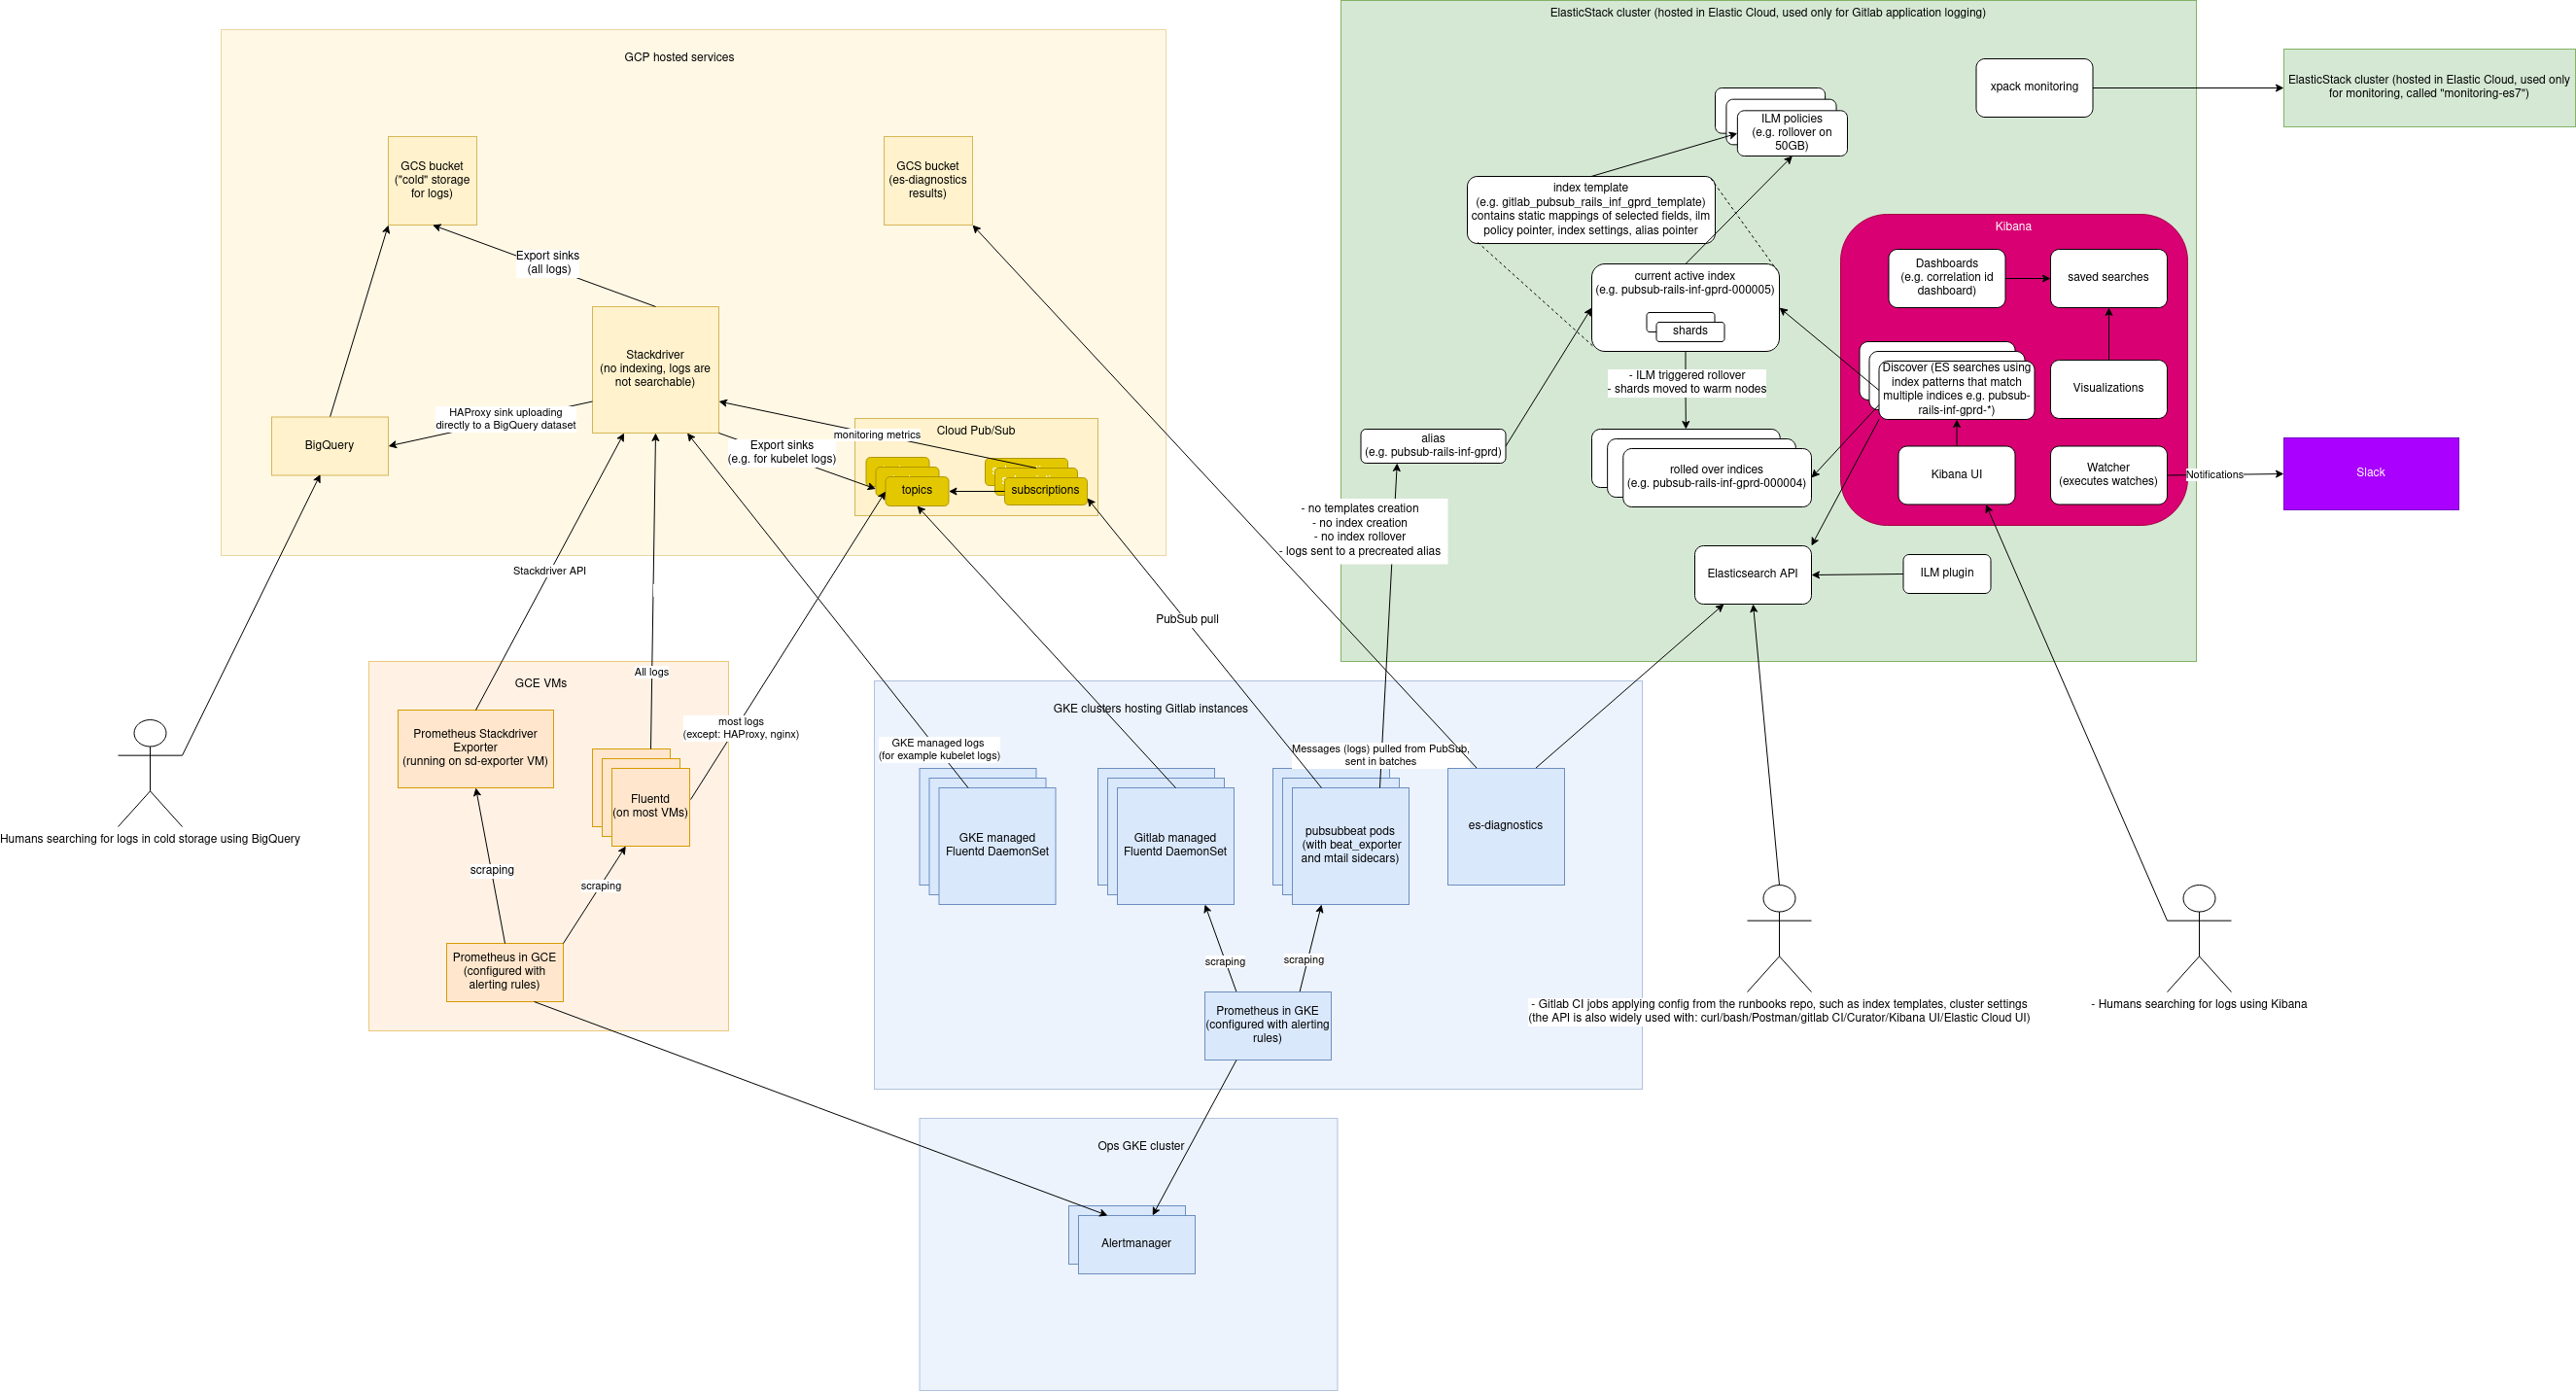 ElasticStack cluster (hosted in Elastic Cloud, used only for Gitlab application logging)
GCP hosted services
xpack monitoring
ElasticStack cluster (hosted in Elastic Cloud, used only
for monitoring, called "monitoring-es7")
ILM policies
(e.g. rollover on
50GB)
GCS bucket
("cold" storage
for logs)
GCS bucket
(es-diagnostics
results)
index template
(e.g. gitlab_pubsub_rails_inf_gprd_template)
contains static mappings of selected fields, ilm
policy pointer, index settings, alias pointer
Kibana
Export sinks
(all logs)
current active index
(e.g. pubsub-rails-inf-gprd-000005)
shards
Dashboards
(e.g. correlation id
dashboard)
saved searches
Stackdriver
(no indexing, logs are
not searchable)
- ILM triggered rollover
- shards moved to warm nodes
Discover (ES searches using
index patterns that match
multiple indices e.g. pubsub-
rails-inf-gprd-*)
Visualizations
HAProxy sink uploading
directly to a BigQuery dataset
BigQuery
monitoring metrics
Cloud Pub/Sub
Export sinks
(e.g. for kubelet logs)
topics
subscriptions
alias
(e.g. pubsub-rails-inf-gprd)
rolled over indices
(e.g. pubsub-rails-inf-gprd-000004)
Kibana UI
Watcher
(executes watches)
Notifications
Slack
- no templates creation
- no index creation
- no index rollover
- logs sent to a precreated alias
Stackdriver API
Elasticsearch API
ILM plugin
PubSub pull
All logs
GCE VMs
GKE clusters hosting Gitlab instances
most logs
(except: HAProxy, nginx)
Prometheus Stackdriver
Exporter
(running on sd-exporter VM)
GKE managed logs
(for example kubelet logs)
Messages (logs) pulled from PubSub,
sent in batches
Fluentd
(on most VMs)
Humans searching for logs in cold storage using BigQuery
GKE managed
Fluentd DaemonSet
Gitlab managed
Fluentd DaemonSet
pubsubbeat pods
(with beat_exporter
and mtail sidecars)
es-diagnostics
scraping
scraping
Prometheus in GCE
(configured with
alerting rules)
scraping
scraping
Prometheus in GKE
(configured with alerting
rules)
- Gitlab CI jobs applying config from the runbooks repo, such as index templates, cluster settings
(the API is also widely used with: curl/bash/Postman/gitlab CI/Curator/Kibana UI/Elastic Cloud UI)
- Humans searching for logs using Kibana
Ops GKE cluster
Alertmanager